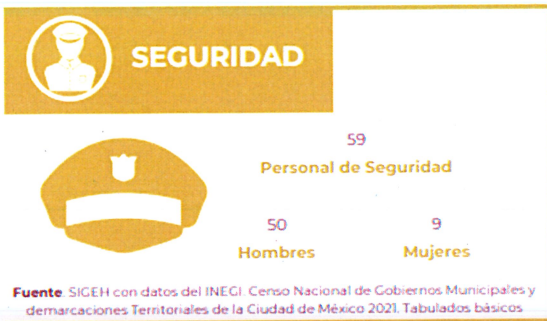 SEGURIDAD
59
Personal de Seguridad
50 9
Hombres Mujeres
Fuente. SIGEH con datos del INEGI. Censo Nacional de Gobiernos Municipales y
demarcaciones Territoriales de la Ciudad de México 2021. Tabulados básicos